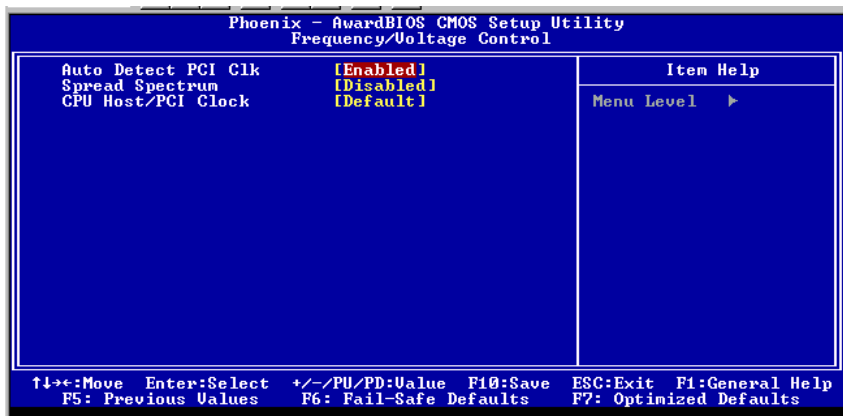 Phoenix - AwardBIOS CMOS Setup Utility
Frequency/Voltage Control
Auto Detect PCI Clk [Enabled]
Spread Spectrum [Disabled]
CPU Host/PCI Clock [Default]
Item Help
Menu Level ►
↑↓→←:Move Enter:Select +/-/PU/PD:Value F10:Save ESC:Exit F1:General Help
F5: Previous Values F6: Fail-Safe Defaults F7: Optimized Defaults